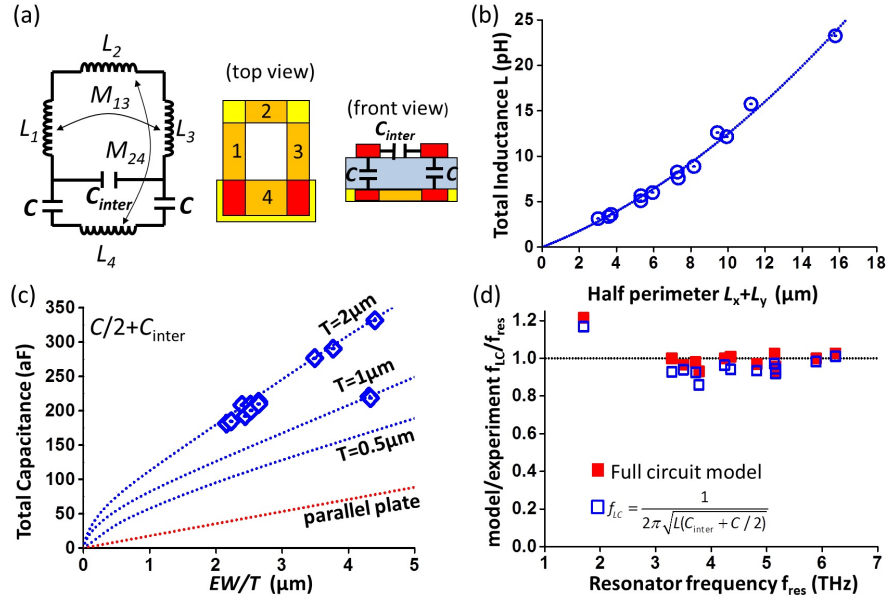 (a)
L2
M13
L1
L3
M24
C
Cinter
C
L4
(top view)
2
1
3
4
(front view)
Cinter
C
C
(b)
Total Inductance L (pH)
25
20
15
10
5
0
0 2 4 6 8 10 12 14 16 18
Half perimeter Lx+Ly (μm)
(c)
C/2+Cinter
Total Capacitance (aF)
350
300
250
200
150
100
50
0
T=2μm
T=1μm
T=0.5μm
parallel plate
0 1 2 3 4 5
EW/T (μm)
(d)
model/experiment fLC/fres
1.2
1.0
0.8
0.6
0.4
0.2
0.0
Full circuit model
fLC = 1 / 2π√L(Cinter + C / 2)
1 2 3 4 5 6 7
Resonator frequency fres (THz)